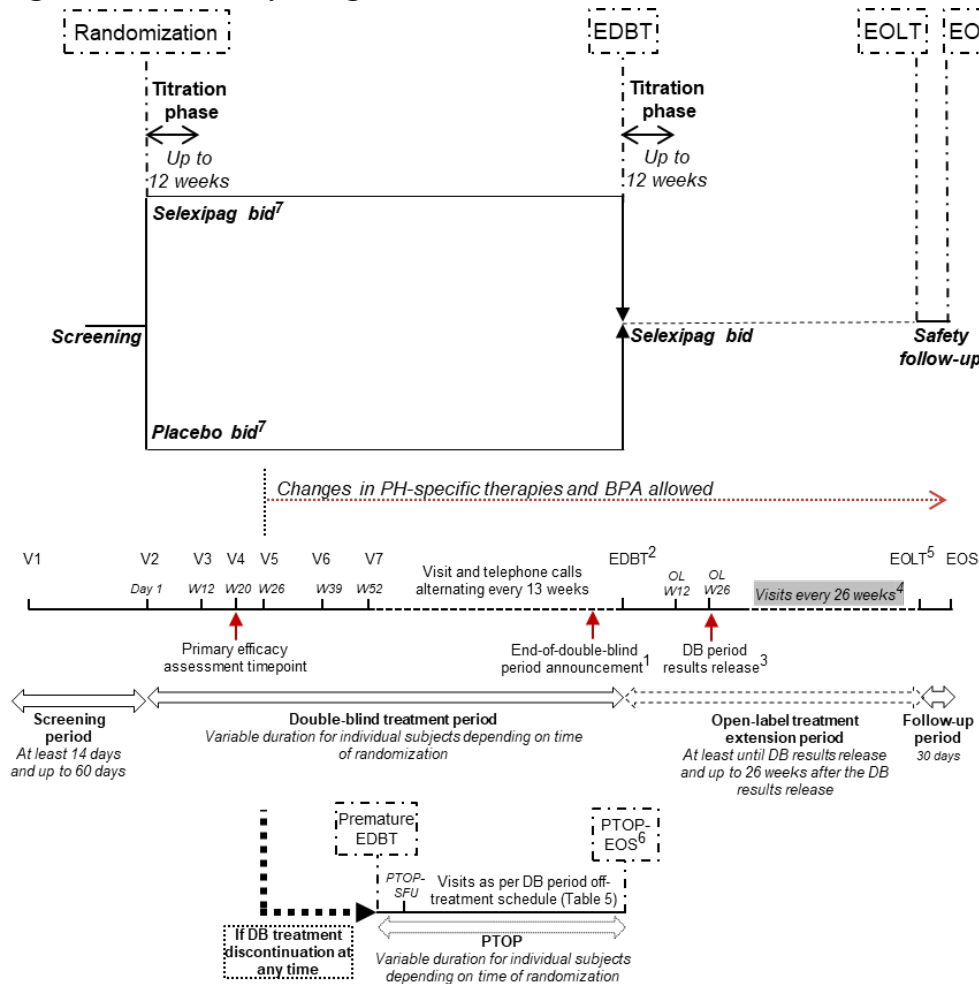 Randomization
EDBT
EOLT
EO
Titration
phase
Up to
12 weeks
Titration
phase
Up to
12 weeks
Selexipag bid7
Screening
Selexipag bid
Safety
follow-up
Placebo bid7
Changes in PH-specific therapies and BPA allowed
V1 V2 V3 V4 V5 V6 V7 EDBT2 EOLT5 EOS
Day 1 W12 W20 W26 W39 W52
Visit and telephone calls
alternating every 13 weeks
OL
W12
OL
W26
Visits every 26 weeks4
Primary efficacy
assessment timepoint
End-of-double-blind
period announcement1
DB period
results release3
Screening
period
At least 14 days
and up to 60 days
Double-blind treatment period
Variable duration for individual subjects depending on time
of randomization
Open-label treatment
extension period
At least until DB results release
and up to 26 weeks after the DB
results release
Follow-up
period
30 days
Premature
EDBT
PTOP-
EOS6
PTOP-
SFU
Visits as per DB period off-
treatment schedule (Table 5)
If DB treatment
discontinuation at
any time
PTOP
Variable duration for individual subjects
depending on time of randomization